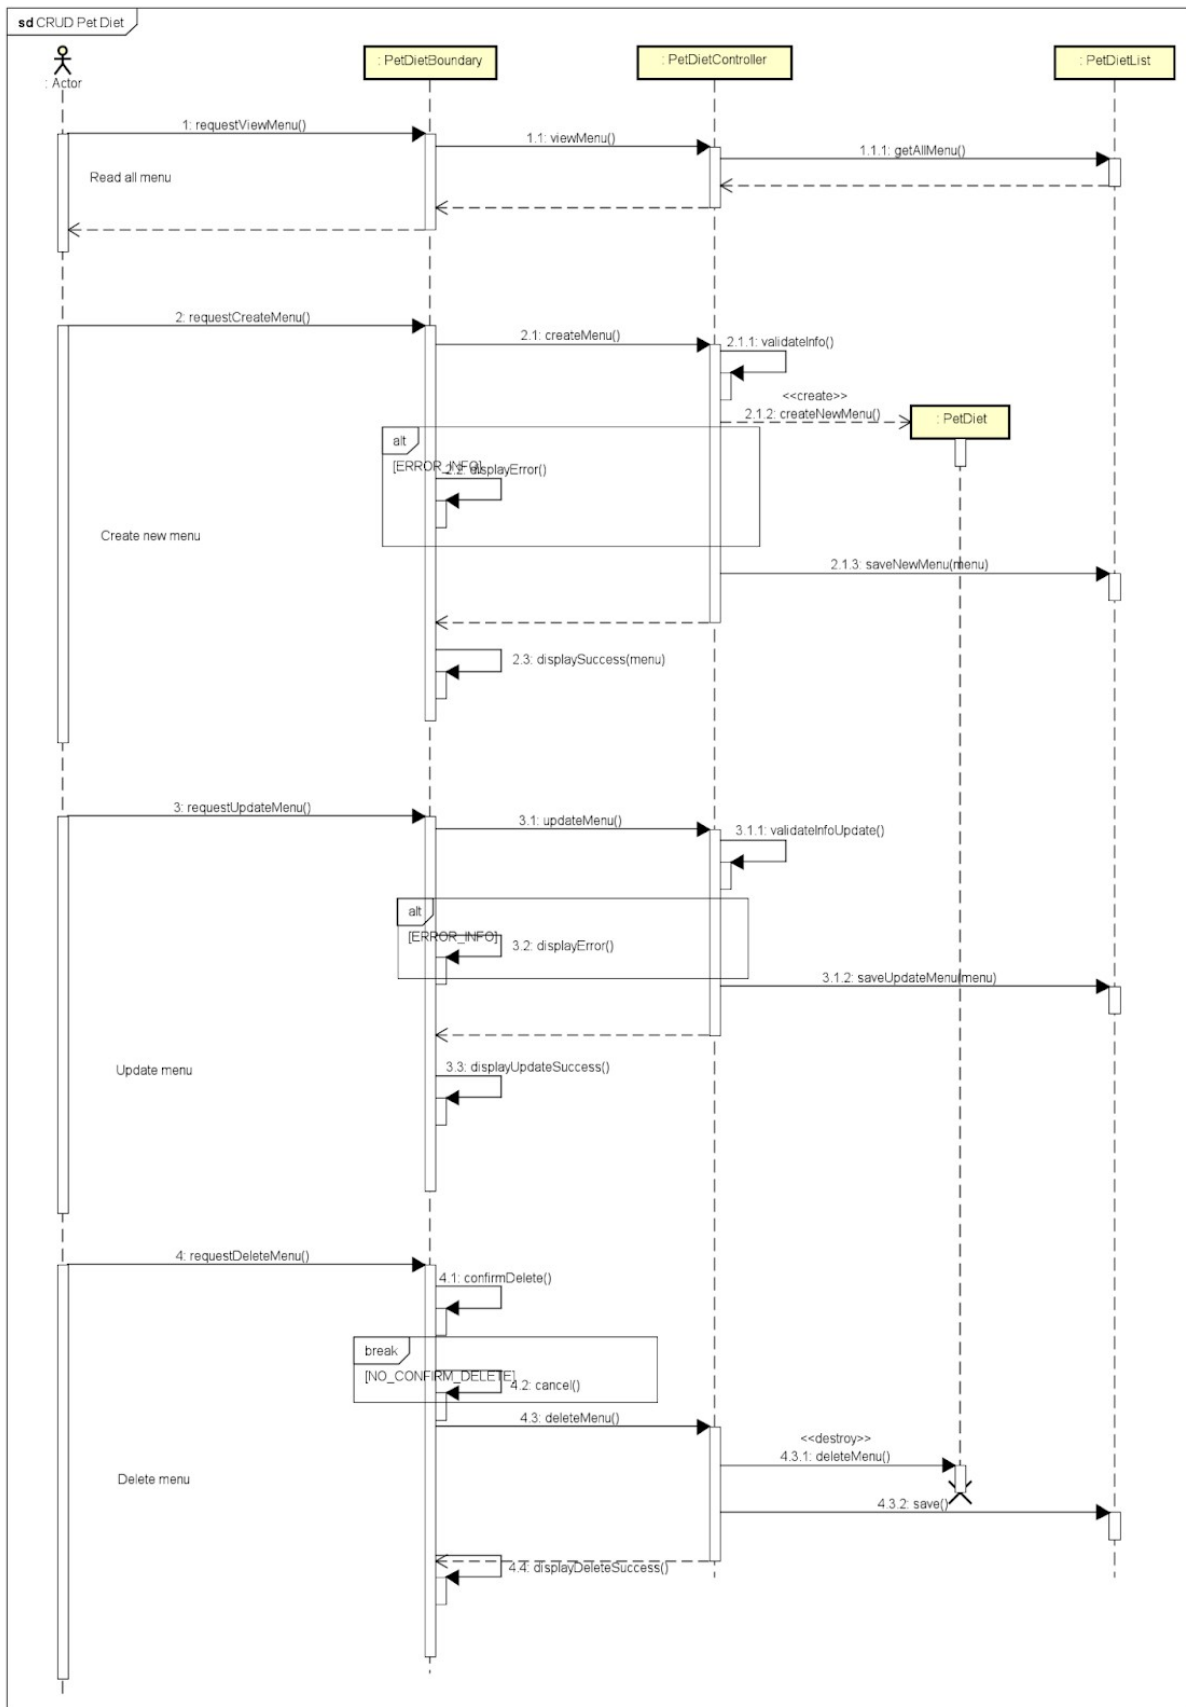 sd CRUD Pet Diet
: Actor
: PetDietBoundary
: PetDietController
: PetDietList
1: requestViewMenu()
1.1: viewMenu()
1.1.1: getAllMenu()
Read all menu
2: requestCreateMenu()
2.1: createMenu()
2.1.1: validateInfo()
<<create>>
2.1.2: createNewMenu()
: PetDiet
alt
[ERROR_INFO]
2.2: displayError()
Create new menu
2.1.3: saveNewMenu(menu)
2.3: displaySuccess(menu)
3: requestUpdateMenu()
3.1: updateMenu()
3.1.1: validateInfoUpdate()
alt
[ERROR_INFO]
3.2: displayError()
3.1.2: saveUpdateMenu(menu)
Update menu
3.3: displayUpdateSuccess()
4: requestDeleteMenu()
4.1: confirmDelete()
break
[NO_CONFIRM_DELETE]
4.2: cancel()
4.3: deleteMenu()
<<destroy>>
4.3.1: deleteMenu()
Delete menu
4.3.2: save()
4.4: displayDeleteSuccess()